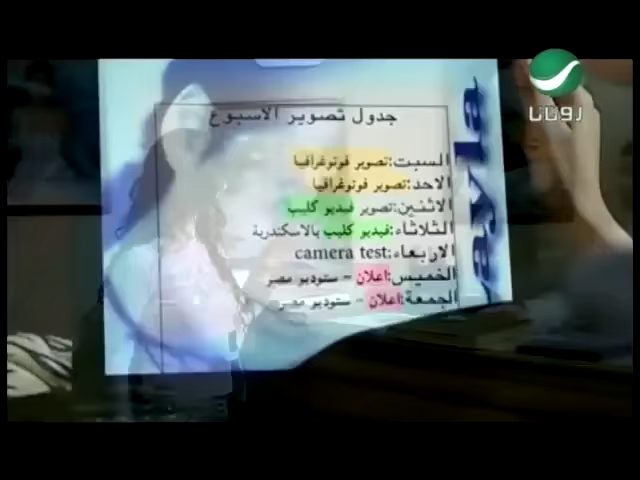 روتانا
جدول تصوير الاسبوع
السبت:تصوير فوتوغرافيا
الاحد:تصوير فوتوغرافيا
الاثنين:تصوير فيديو كليب
الثلاثاء:فيديو كليب بالاسكندرية
الاربعاء:camera test
الخميس:اعلان - ستوديو مصر
الجمعة:اعلان - ستوديو مصر
ayla